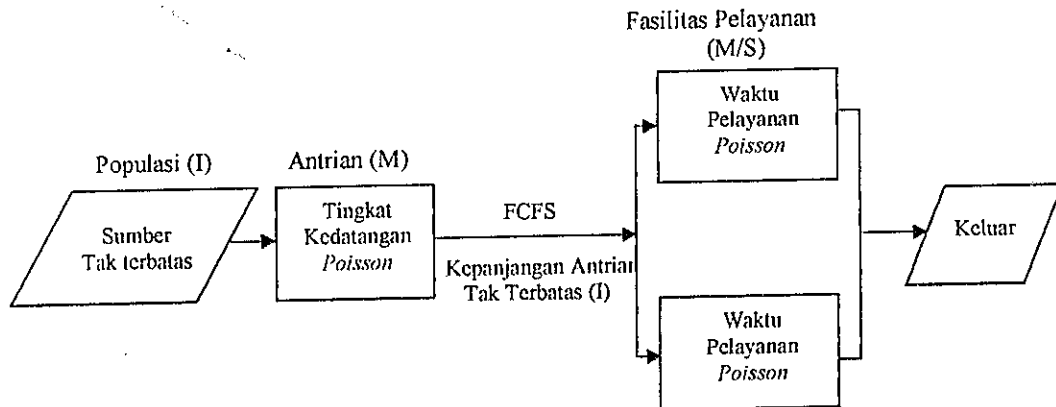 Fasilitas Pelayanan
(M/S)
Waktu
Pelayanan
Poisson
Populasi (I)
Antrian (M)
Sumber
Tak terbatas
Tingkat
Kedatangan
Poisson
FCFS
Kepanjangan Antrian
Tak Terbatas (I)
Keluar
Waktu
Pelayanan
Poisson